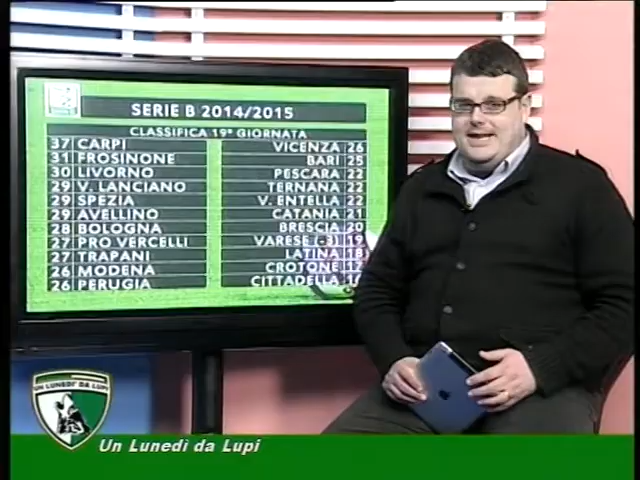 SERIE B 2014/2015
CLASSIFICA 19ª GIORNATA
37 CARPI
31 FROSINONE
30 LIVORNO
29 V. LANCIANO
29 SPEZIA
29 AVELLINO
28 BOLOGNA
27 PRO VERCELLI
27 TRAPANI
26 MODENA
26 PERUGIA
VICENZA 26
BARI 25
PESCARA 22
TERNANA 22
V. ENTELLA 22
CATANIA 21
BRESCIA 20
VARESE (-3) 19
LATINA 18
CROTONE 17
CITTADELLA
UN LUNEDI' DA LUPI
Un Lunedì da Lupi